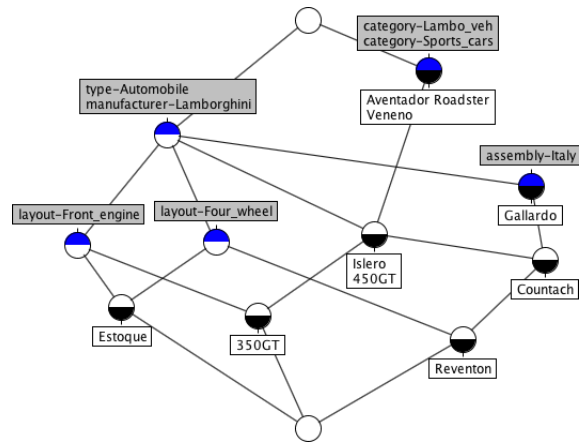 category-Lambo_veh
category-Sports_cars
Aventador Roadster
Veneno
type-Automobile
manufacturer-Lamborghini
assembly-Italy
Gallardo
layout-Front_engine
layout-Four_wheel
Islero
450GT
Countach
Estoque
350GT
Reventon